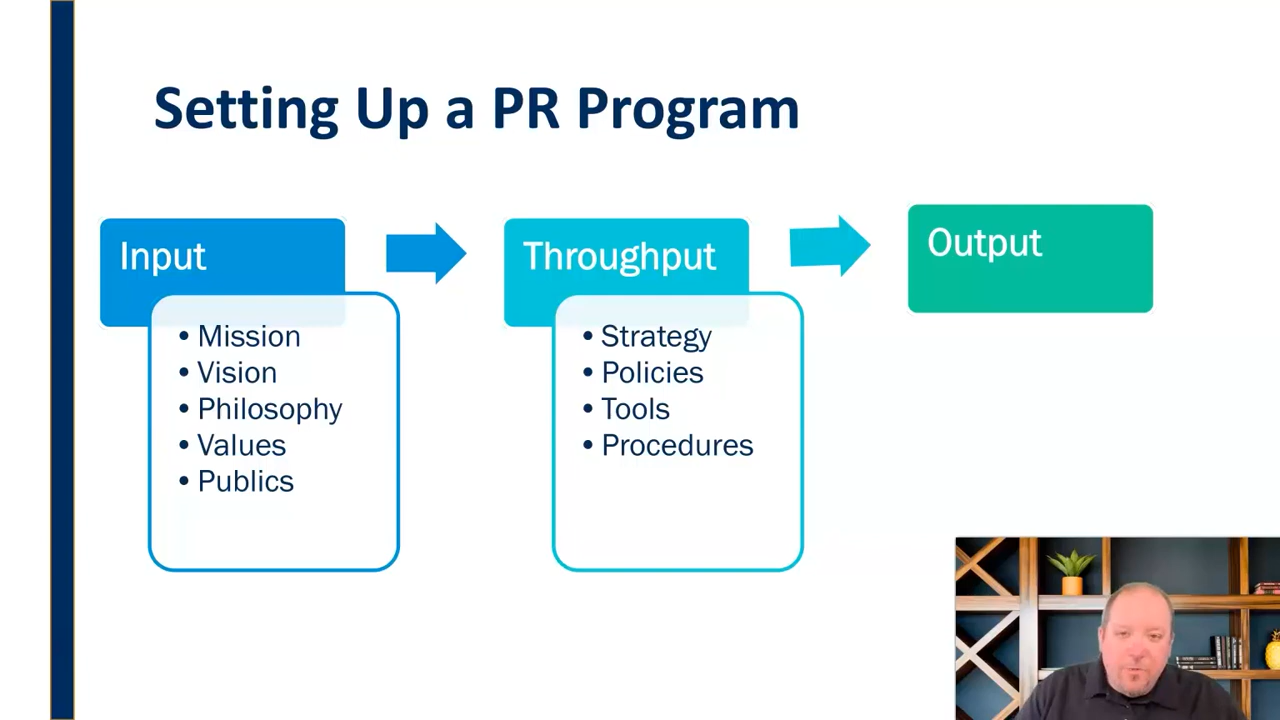 Setting Up a PR Program
Input
• Mission
• Vision
• Philosophy
• Values
• Publics
Throughput
• Strategy
• Policies
• Tools
• Procedures
Output